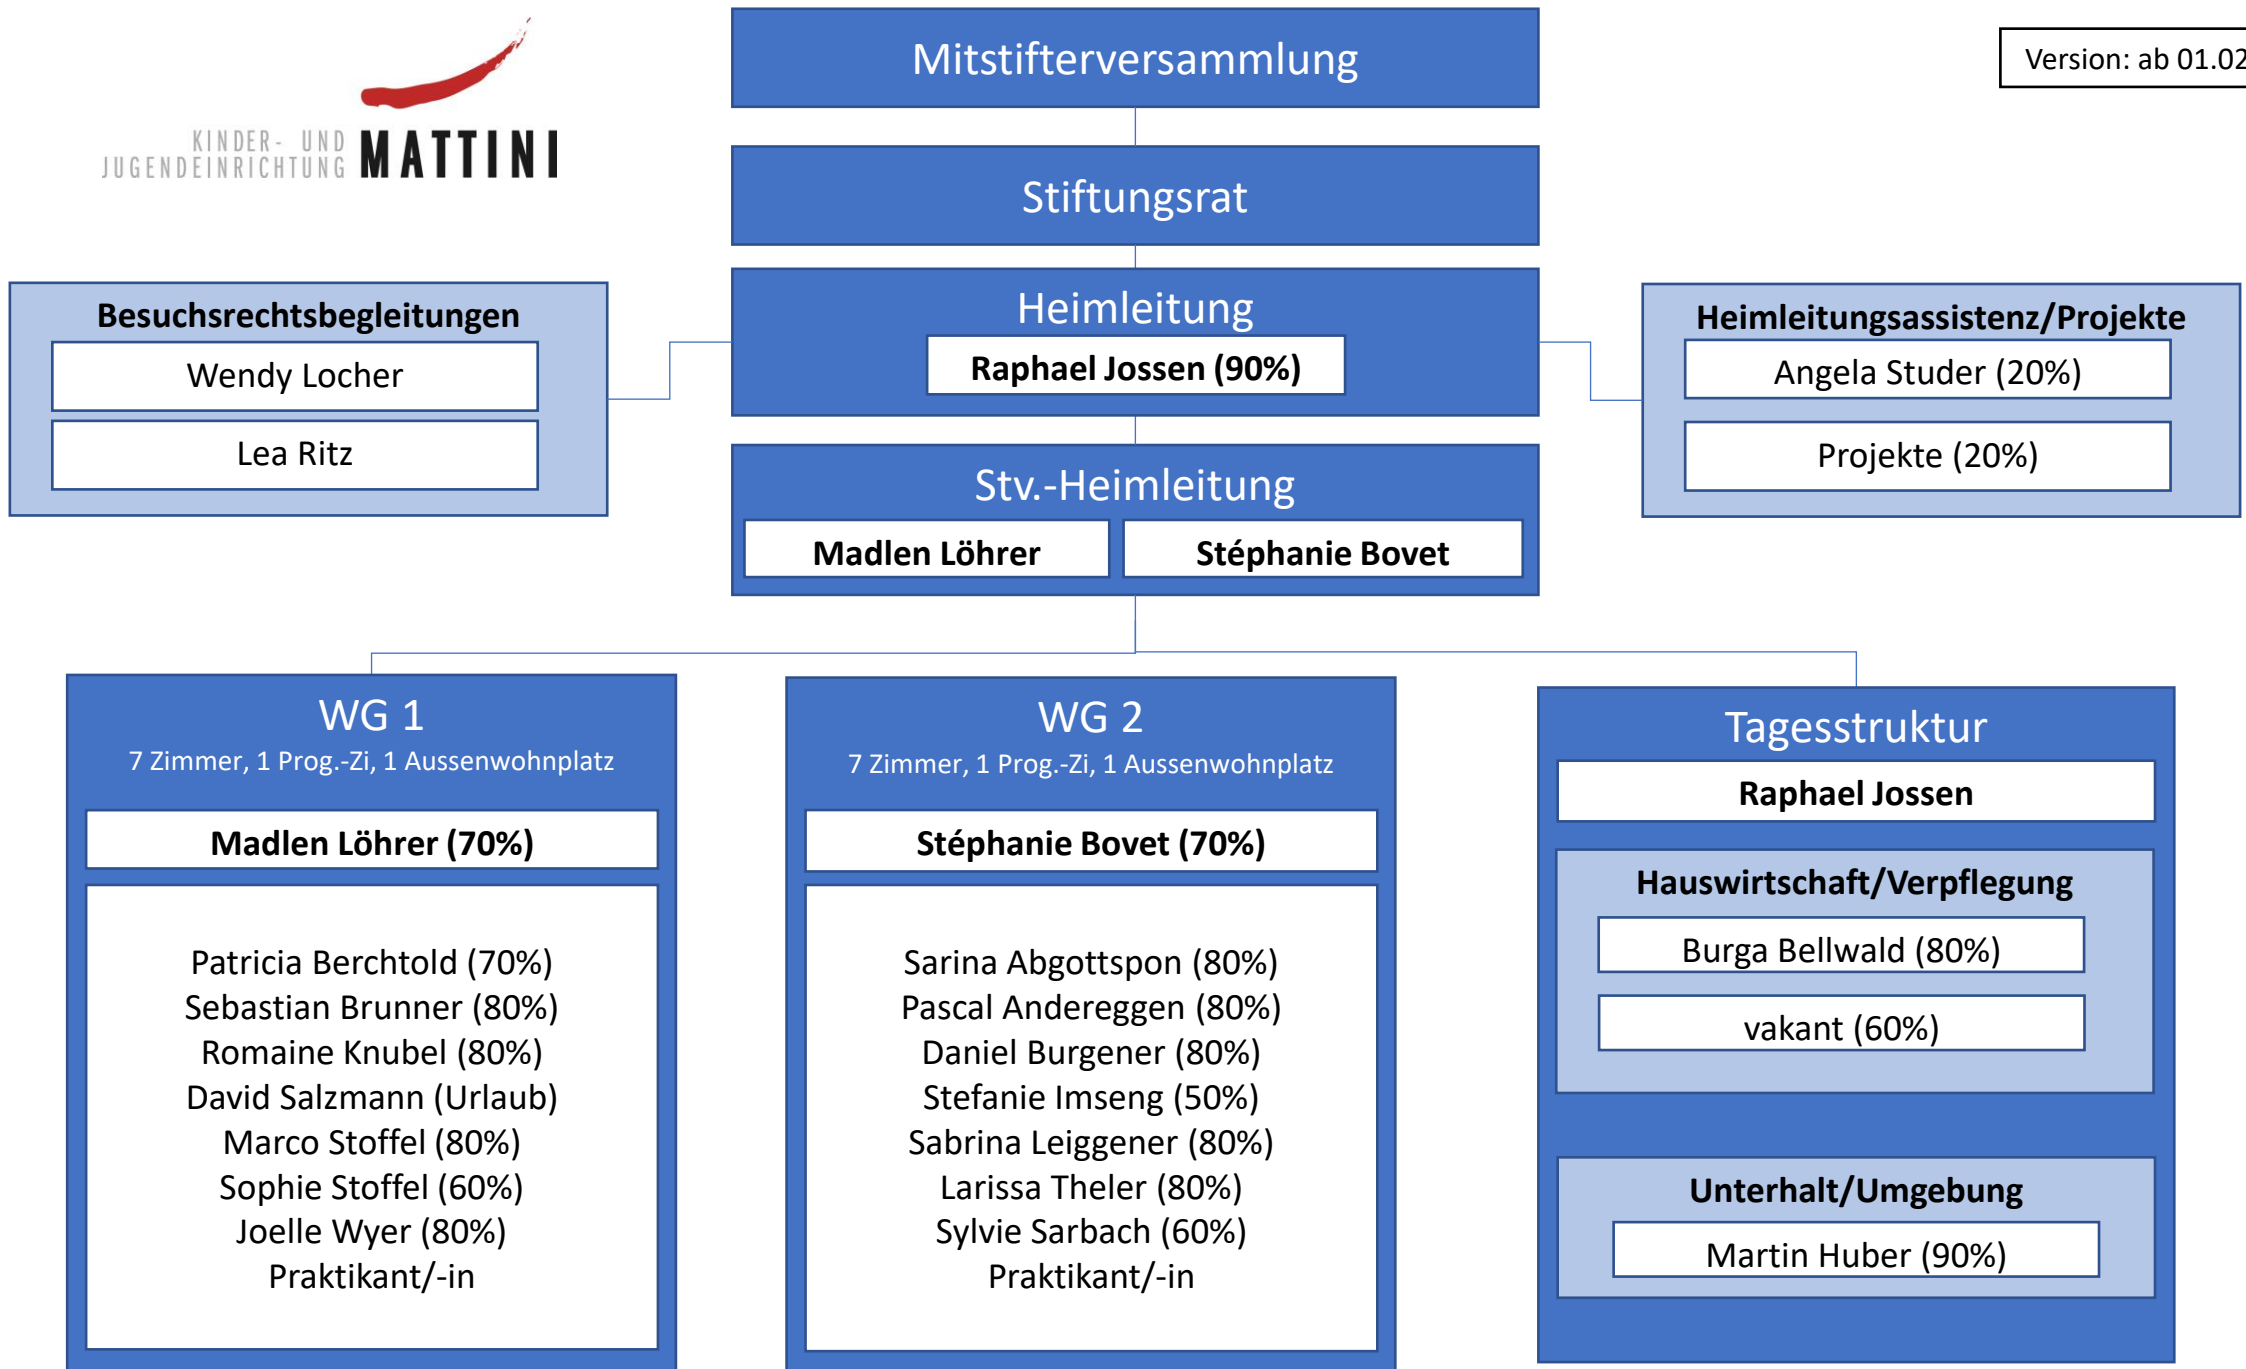 KINDER- UND
JUGENDEINRICHTUNG MATTINI
Mitstifterversammlung
Version: ab 01.02
Stiftungsrat
Heimleitung
Raphael Jossen (90%)
Besuchsrechtsbegleitungen
Wendy Locher
Lea Ritz
Heimleitungsassistenz/Projekte
Angela Studer (20%)
Projekte (20%)
Stv.-Heimleitung
Madlen Löhrer
Stéphanie Bovet
WG 1
7 Zimmer, 1 Prog.-Zi, 1 Aussenwohnplatz
Madlen Löhrer (70%)
Patricia Berchtold (70%)
Sebastian Brunner (80%)
Romaine Knubel (80%)
David Salzmann (Urlaub)
Marco Stoffel (80%)
Sophie Stoffel (60%)
Joelle Wyer (80%)
Praktikant/-in
WG 2
7 Zimmer, 1 Prog.-Zi, 1 Aussenwohnplatz
Stéphanie Bovet (70%)
Sarina Abgottspon (80%)
Pascal Andereggen (80%)
Daniel Burgener (80%)
Stefanie Imseng (50%)
Sabrina Leiggener (80%)
Larissa Theler (80%)
Sylvie Sarbach (60%)
Praktikant/-in
Tagesstruktur
Raphael Jossen
Hauswirtschaft/Verpflegung
Burga Bellwald (80%)
vakant (60%)
Unterhalt/Umgebung
Martin Huber (90%)